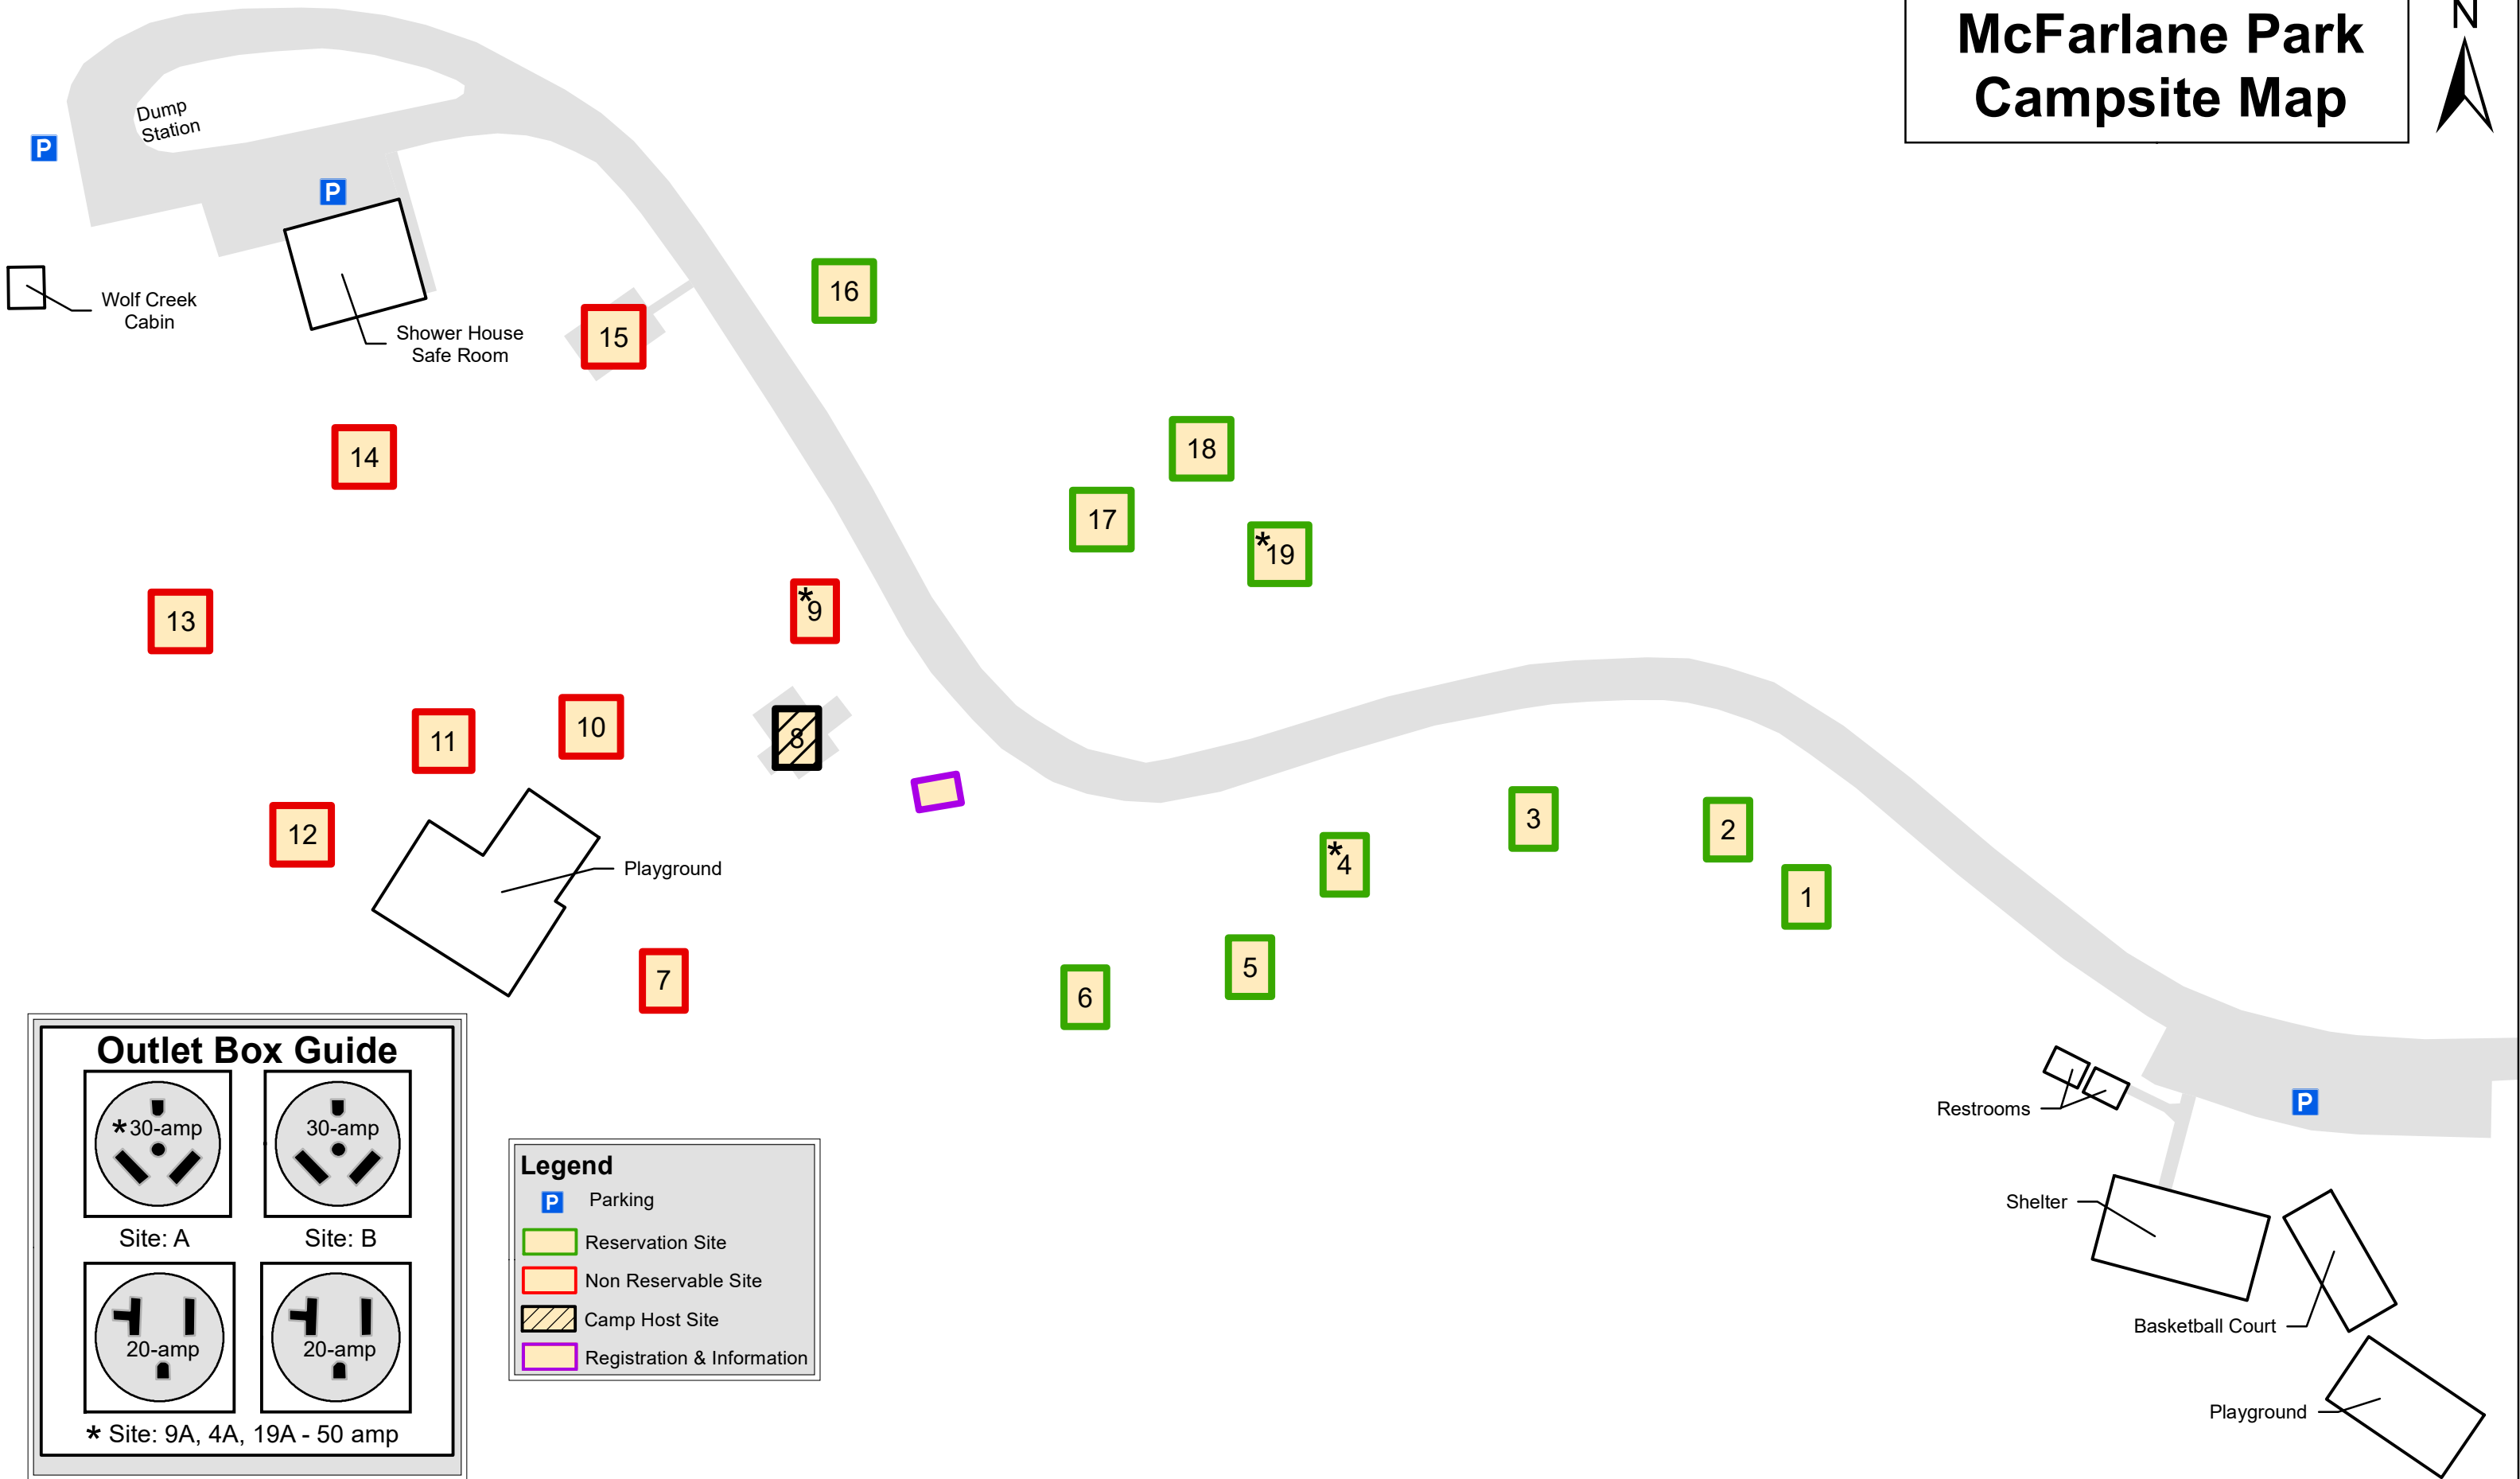 McFarlane Park
Campsite Map
N
Dump
Station
P
P
Wolf Creek
Cabin
Shower House
Safe Room
16
15
14
18
17
*19
*9
13
10
11
8
12
Playground
3
2
*4
1
5
6
7
Restrooms
P
Shelter
Basketball Court
Playground
Outlet Box Guide
*30-amp
30-amp
Site: A
Site: B
20-amp
20-amp
* Site: 9A, 4A, 19A - 50 amp
Legend
P Parking
Reservation Site
Non Reservable Site
Camp Host Site
Registration & Information